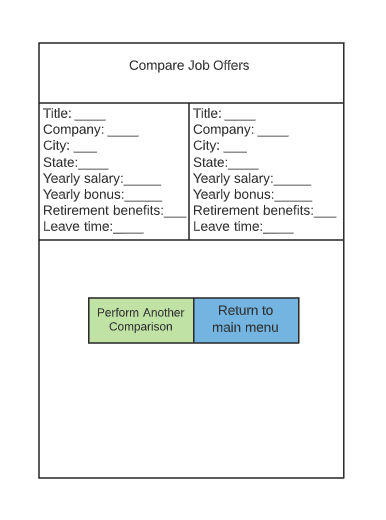 Compare Job Offers
Title: ____
Company: ____
City: ___
State:____
Yearly salary:_____
Yearly bonus:_____
Retirement benefits:___
Leave time:____
Title: ____
Company: ____
City: ___
State:____
Yearly salary:_____
Yearly bonus:_____
Retirement benefits:___
Leave time:____
Perform Another
Comparison
Return to
main menu